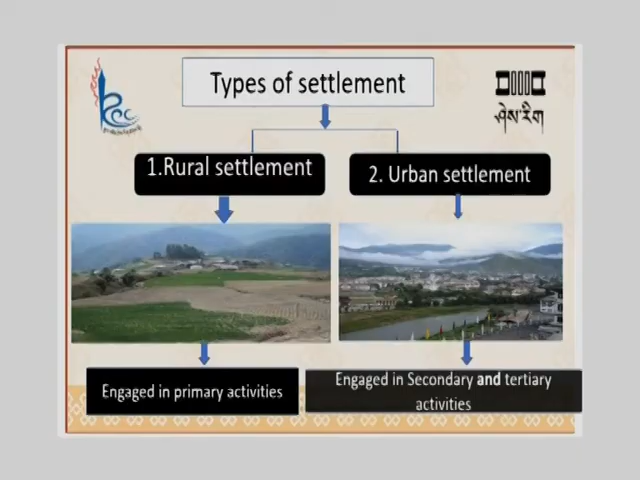 Types of settlement
ཤེས་རིག
1.Rural settlement
2. Urban settlement
Engaged in primary activities
Engaged in Secondary and tertiary
activities